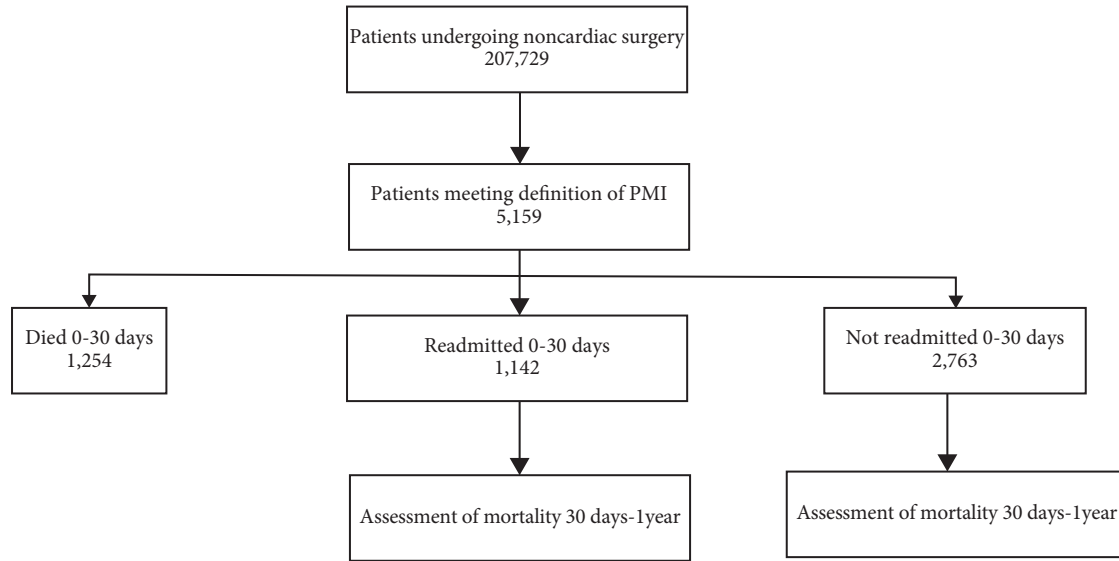 Patients undergoing noncardiac surgery
207,729
Patients meeting definition of PMI
5,159
Died 0-30 days
1,254
Readmitted 0-30 days
1,142
Not readmitted 0-30 days
2,763
Assessment of mortality 30 days-1year
Assessment of mortality 30 days-1year